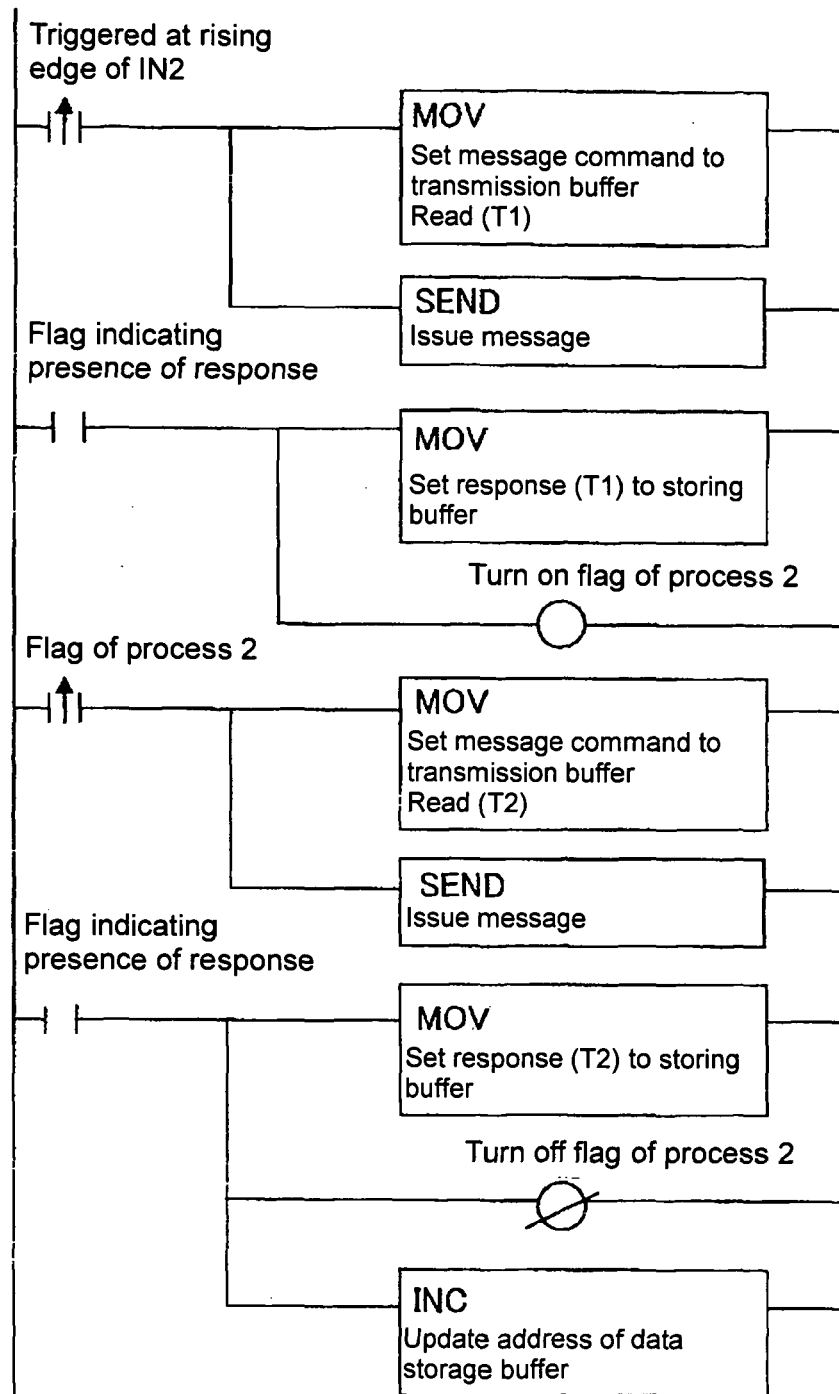 Triggered at rising
edge of IN2
MOV
Set message command to
transmission buffer
Read (T1)
SEND
Issue message
Flag indicating
presence of response
MOV
Set response (T1) to storing
buffer
Turn on flag of process 2
Flag of process 2
MOV
Set message command to
transmission buffer
Read (T2)
SEND
Issue message
Flag indicating
presence of response
MOV
Set response (T2) to storing
buffer
Turn off flag of process 2
INC
Update address of data
storage buffer